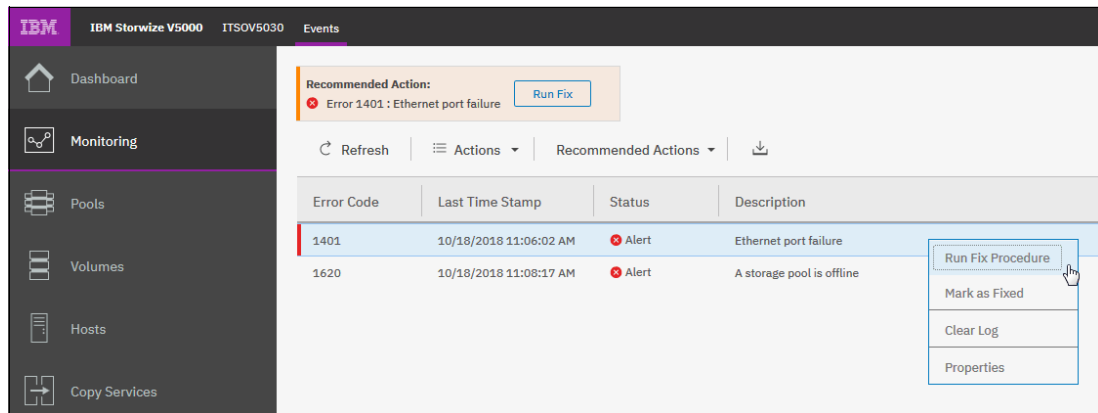 IBM IBM Storwize V5000 ITSOV5030 Events
Dashboard
Monitoring
Pools
Volumes
Hosts
Copy Services
Recommended Action:
Error 1401 : Ethernet port failure
Run Fix
Refresh Actions Recommended Actions
Error Code Last Time Stamp Status Description
1401 10/18/2018 11:06:02 AM Alert Ethernet port failure
1620 10/18/2018 11:08:17 AM Alert A storage pool is offline
Run Fix Procedure
Mark as Fixed
Clear Log
Properties